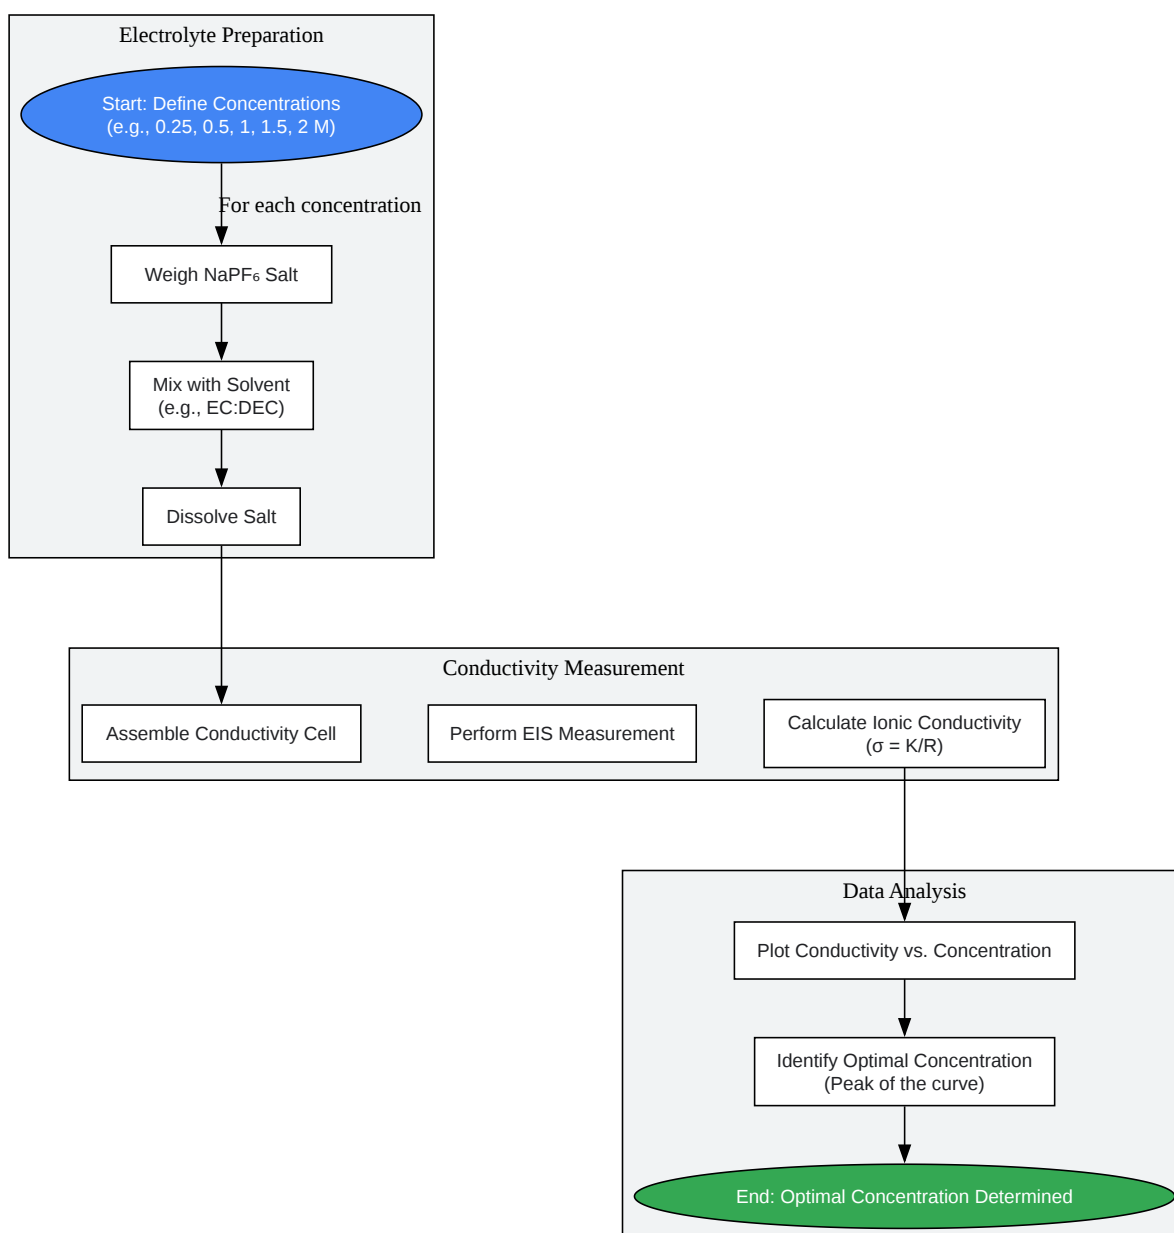 Electrolyte Preparation
Start: Define Concentrations
(e.g., 0.25, 0.5, 1, 1.5, 2 M)
For each concentration
Weigh NaPF₆ Salt
Mix with Solvent
(e.g., EC:DEC)
Dissolve Salt
Conductivity Measurement
Assemble Conductivity Cell
Perform EIS Measurement
Calculate Ionic Conductivity
(σ = K/R)
Data Analysis
Plot Conductivity vs. Concentration
Identify Optimal Concentration
(Peak of the curve)
End: Optimal Concentration Determined